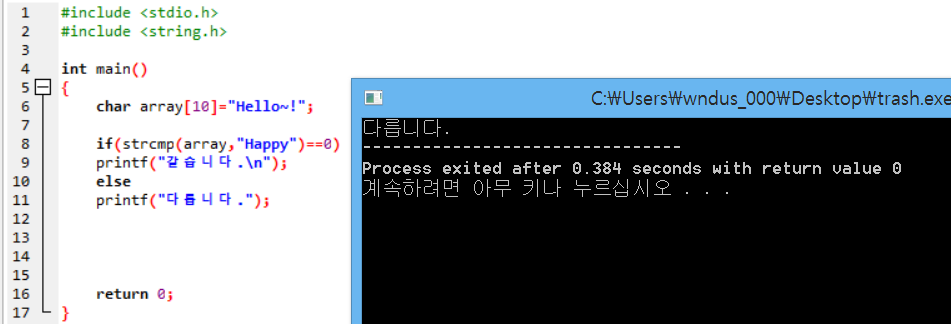 1 #include <stdio.h>
2 #include <string.h>
3
4 int main()
5 {
6 char array[10]="Hello~!";
7
8 if(strcmp(array,"Happy")==0)
9 printf("같습니다.\n");
10 else
11 printf("다릅니다.");
12
13
14
15
16 return 0;
17 }
C:\Users\wndus_000\Desktop\trash.exe
다릅니다.
--------------------------------
Process exited after 0.384 seconds with return value 0
계속하려면 아무 키나 누르십시오 . . .